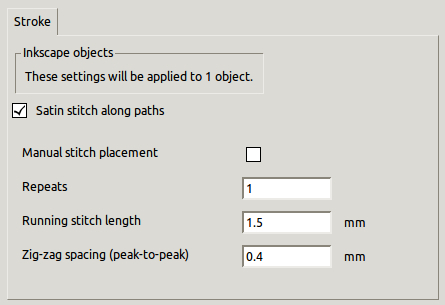 Stroke
Inkscape objects
These settings will be applied to 1 object.
Satin stitch along paths
Manual stitch placement
Repeats 1
Running stitch length 1.5 mm
Zig-zag spacing (peak-to-peak) 0.4 mm